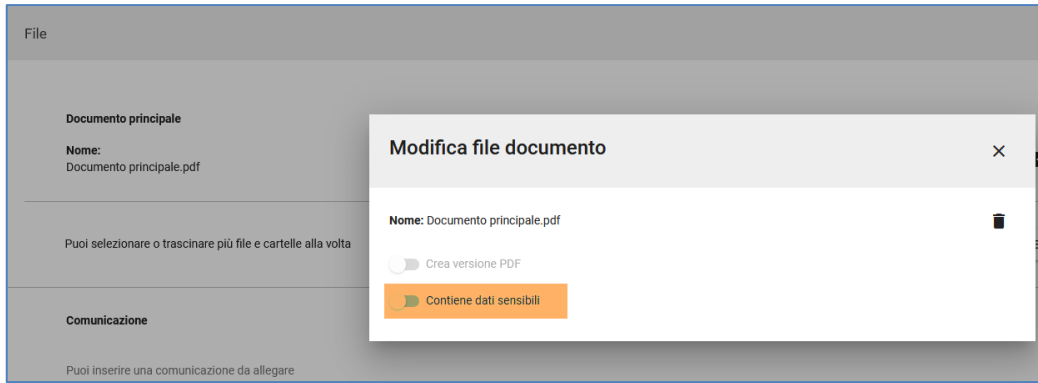 File
Documento principale
Nome:
Documento principale.pdf
Puoi selezionare o trascinare più file e cartelle alla volta
Comunicazione
Puoi inserire una comunicazione da allegare
Modifica file documento
Nome: Documento principale.pdf
Crea versione PDF
Contiene dati sensibili